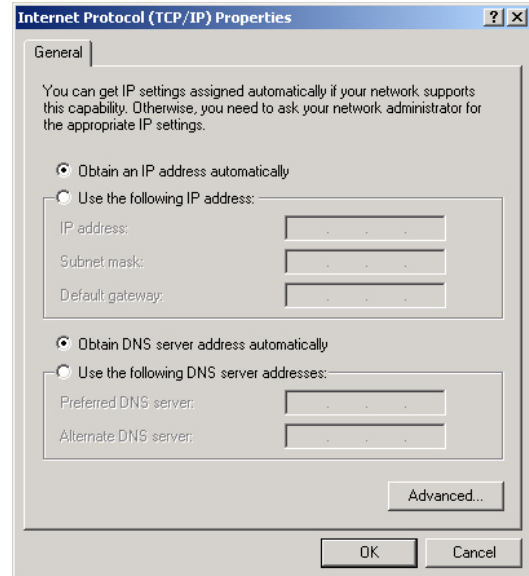 Internet Protocol (TCP/IP) Properties
General
You can get IP settings assigned automatically if your network supports
this capability. Otherwise, you need to ask your network administrator for
the appropriate IP settings.
Obtain an IP address automatically
Use the following IP address:
IP address:
Subnet mask:
Default gateway:
Obtain DNS server address automatically
Use the following DNS server addresses:
Preferred DNS server:
Alternate DNS server:
Advanced...
OK Cancel